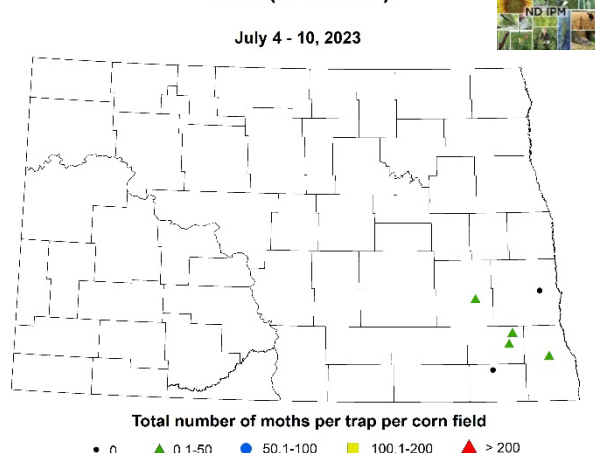 ND IPM
July 4 - 10, 2023
Total number of moths per trap per corn field
0 0.1-50 50.1-100 100.1-200 > 200